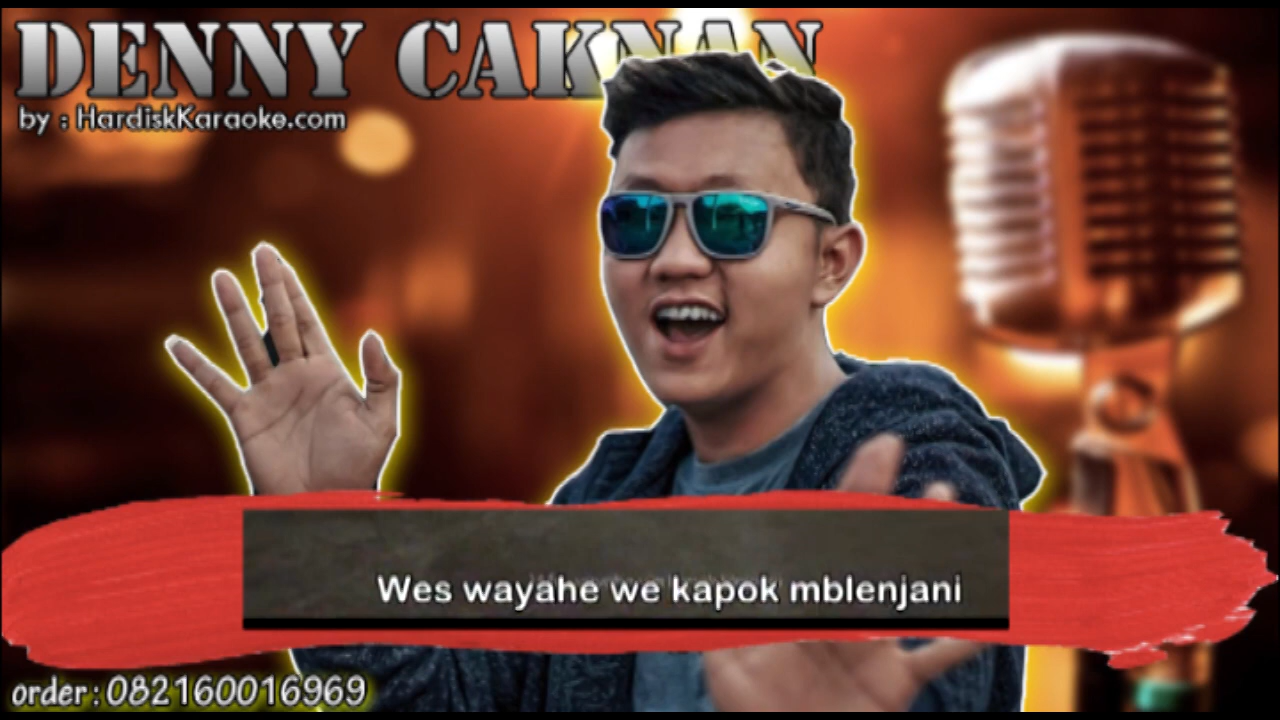 DENNY CAKNAN
by : HardiskKaraoke.com
Wes wayahe we kapok mblenjani
order : 082160016969